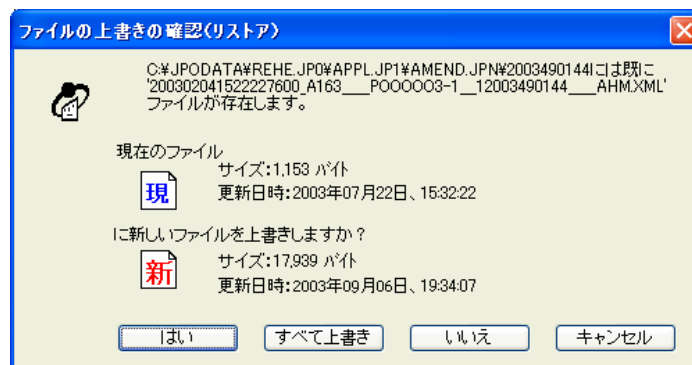 ファイルの上書きの確認(リストア)
C:¥JPODATA¥REHE.JP0¥APPL.JP1¥AMEND.JPN¥2003490144には既に
'200302041522227600_A163___POOOOO3-1__12003490144___AHM.XML'
ファイルが存在します。
現在のファイル
サイズ:1,153 バイト
現
更新日時:2003年07月22日、15:32:22
に新しいファイルを上書きしますか?
サイズ:17,939 バイト
新
更新日時:2003年09月06日、19:34:07
はい すべて上書き いいえ キャンセル